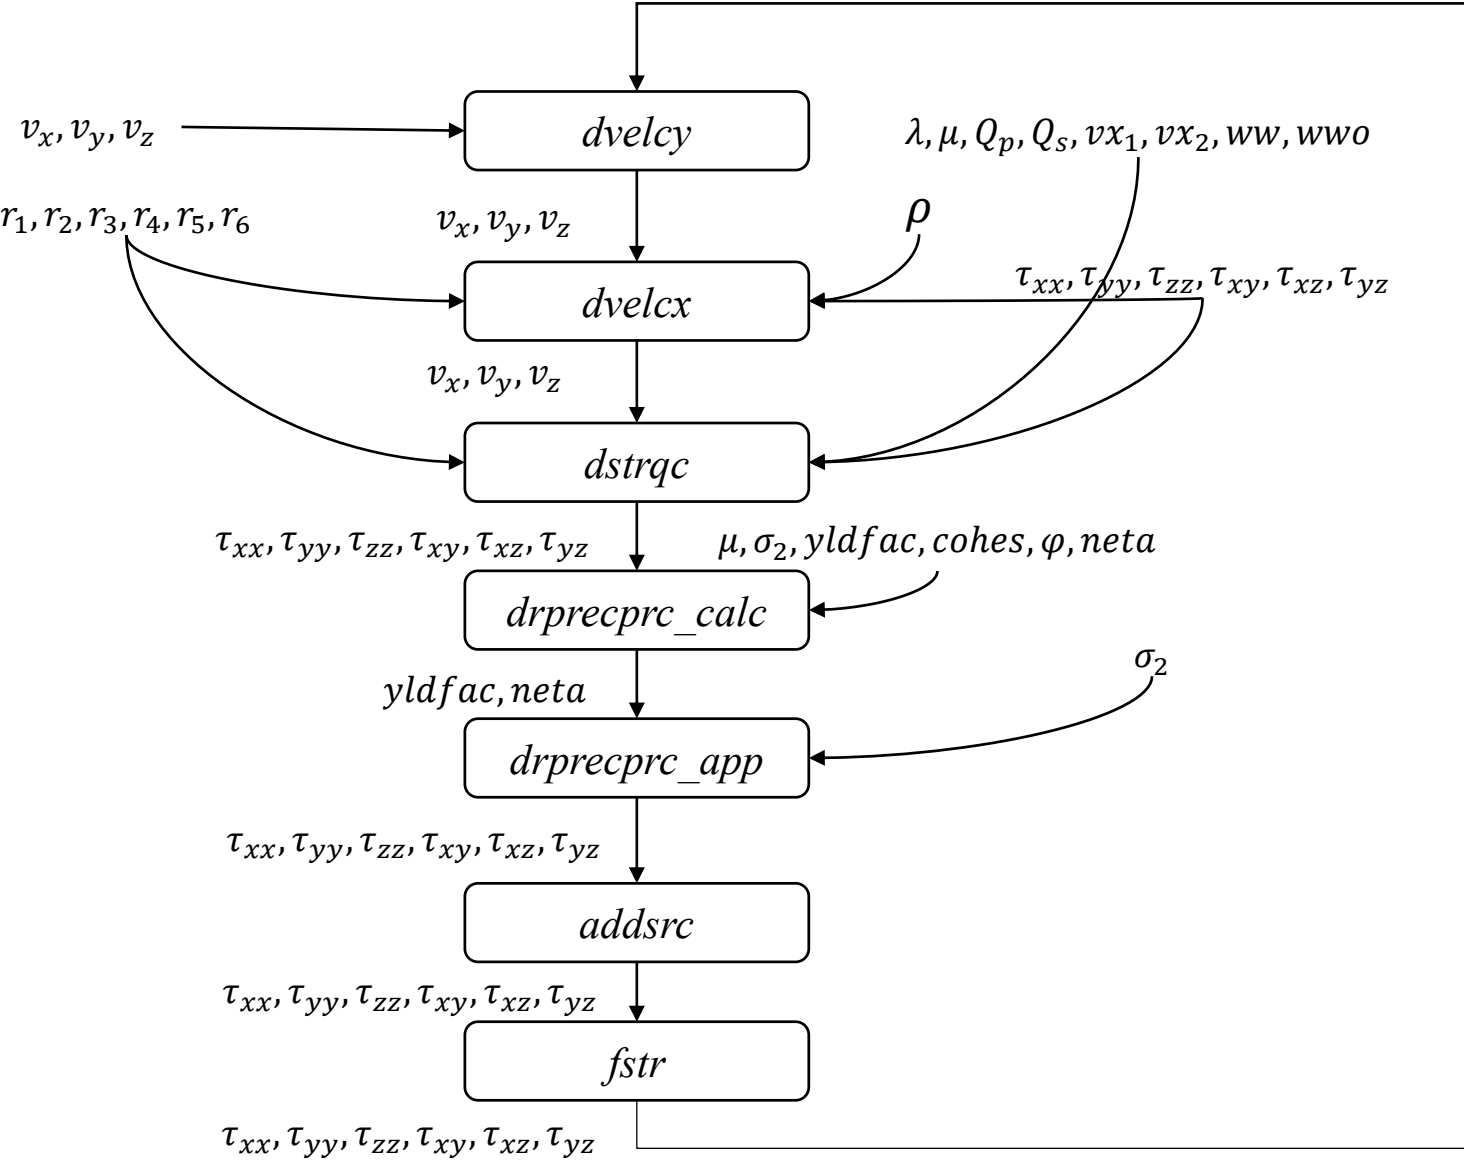 dvelcy
v_x, v_y, v_z
λ, μ, Q_p, Q_s, vx_1, vx_2, ww, wwo
r_1, r_2, r_3, r_4, r_5, r_6
v_x, v_y, v_z
ρ
τ_xx, τ_yy, τ_zz, τ_xy, τ_xz, τ_yz
dvelcx
v_x, v_y, v_z
dstrqc
τ_xx, τ_yy, τ_zz, τ_xy, τ_xz, τ_yz
μ, σ_2, yldfac, cohes, φ, neta
drprecprc_calc
σ_2
yldfac, neta
drprecprc_app
τ_xx, τ_yy, τ_zz, τ_xy, τ_xz, τ_yz
addsrc
τ_xx, τ_yy, τ_zz, τ_xy, τ_xz, τ_yz
fstr
τ_xx, τ_yy, τ_zz, τ_xy, τ_xz, τ_yz